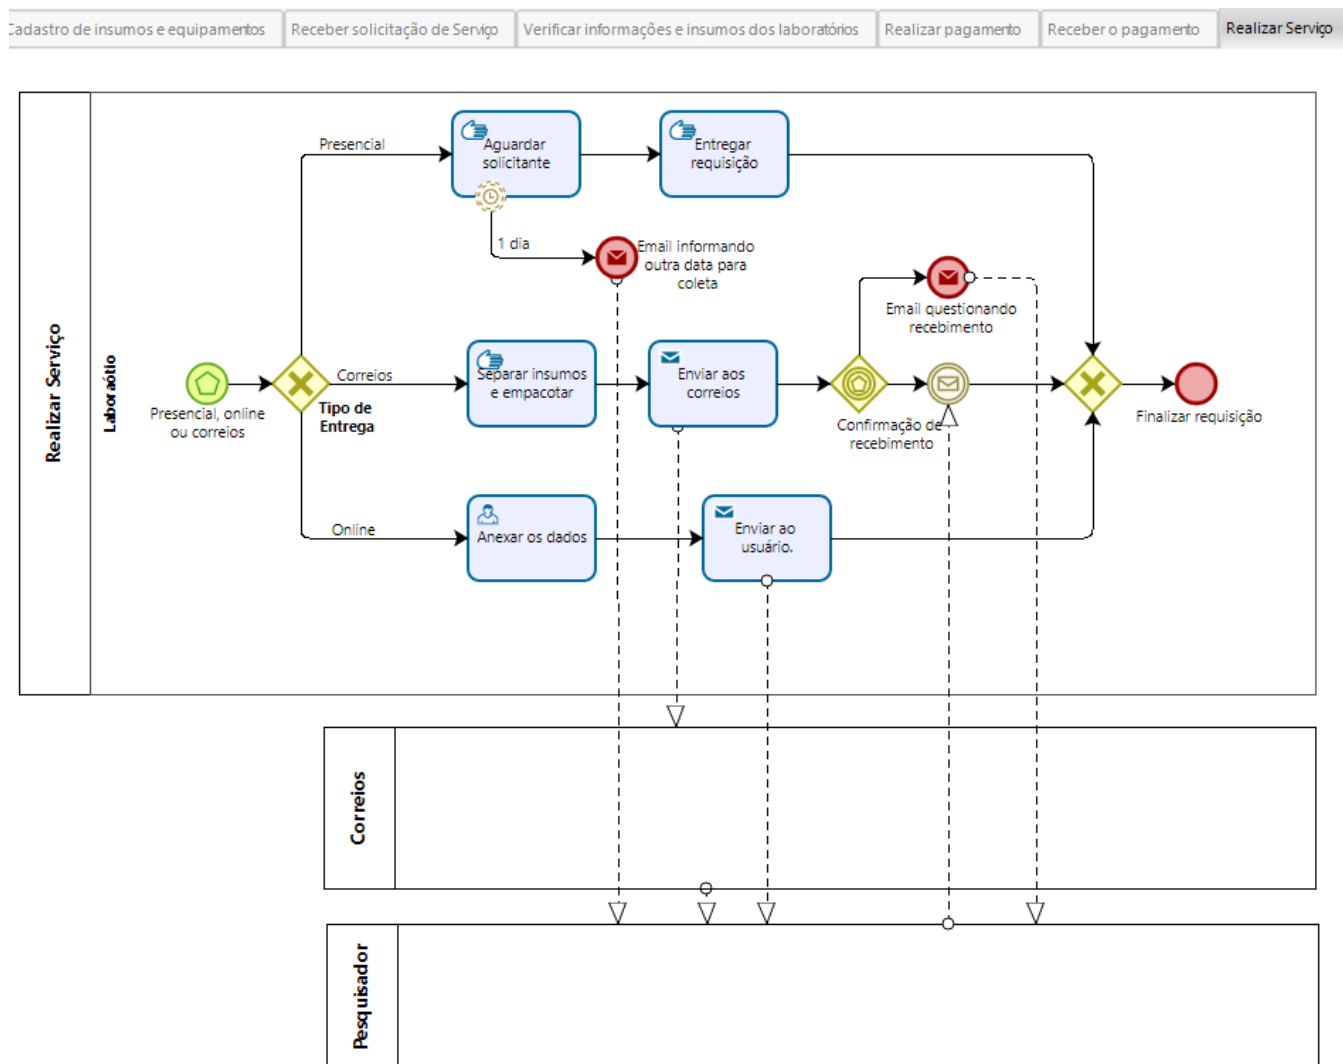 Cadastro de insumos e equipamentos
Receber solicitação de Serviço
Verificar informações e insumos dos laboratórios
Realizar pagamento
Receber o pagamento
Realizar Serviço
Realizar Serviço
Laboraótio
Presencial
Aguardar
solicitante
Entregar
requisição
1 dia
Email informando
outra data para
coleta
Email questionando
recebimento
Presencial, online
ou correios
Tipo de
Entrega
Correios
Separar insumos
e empacotar
Enviar aos
correios
Confirmação de
recebimento
Finalizar requisição
Online
Anexar os dados
Enviar ao
usuário.
Correios
Pesquisador